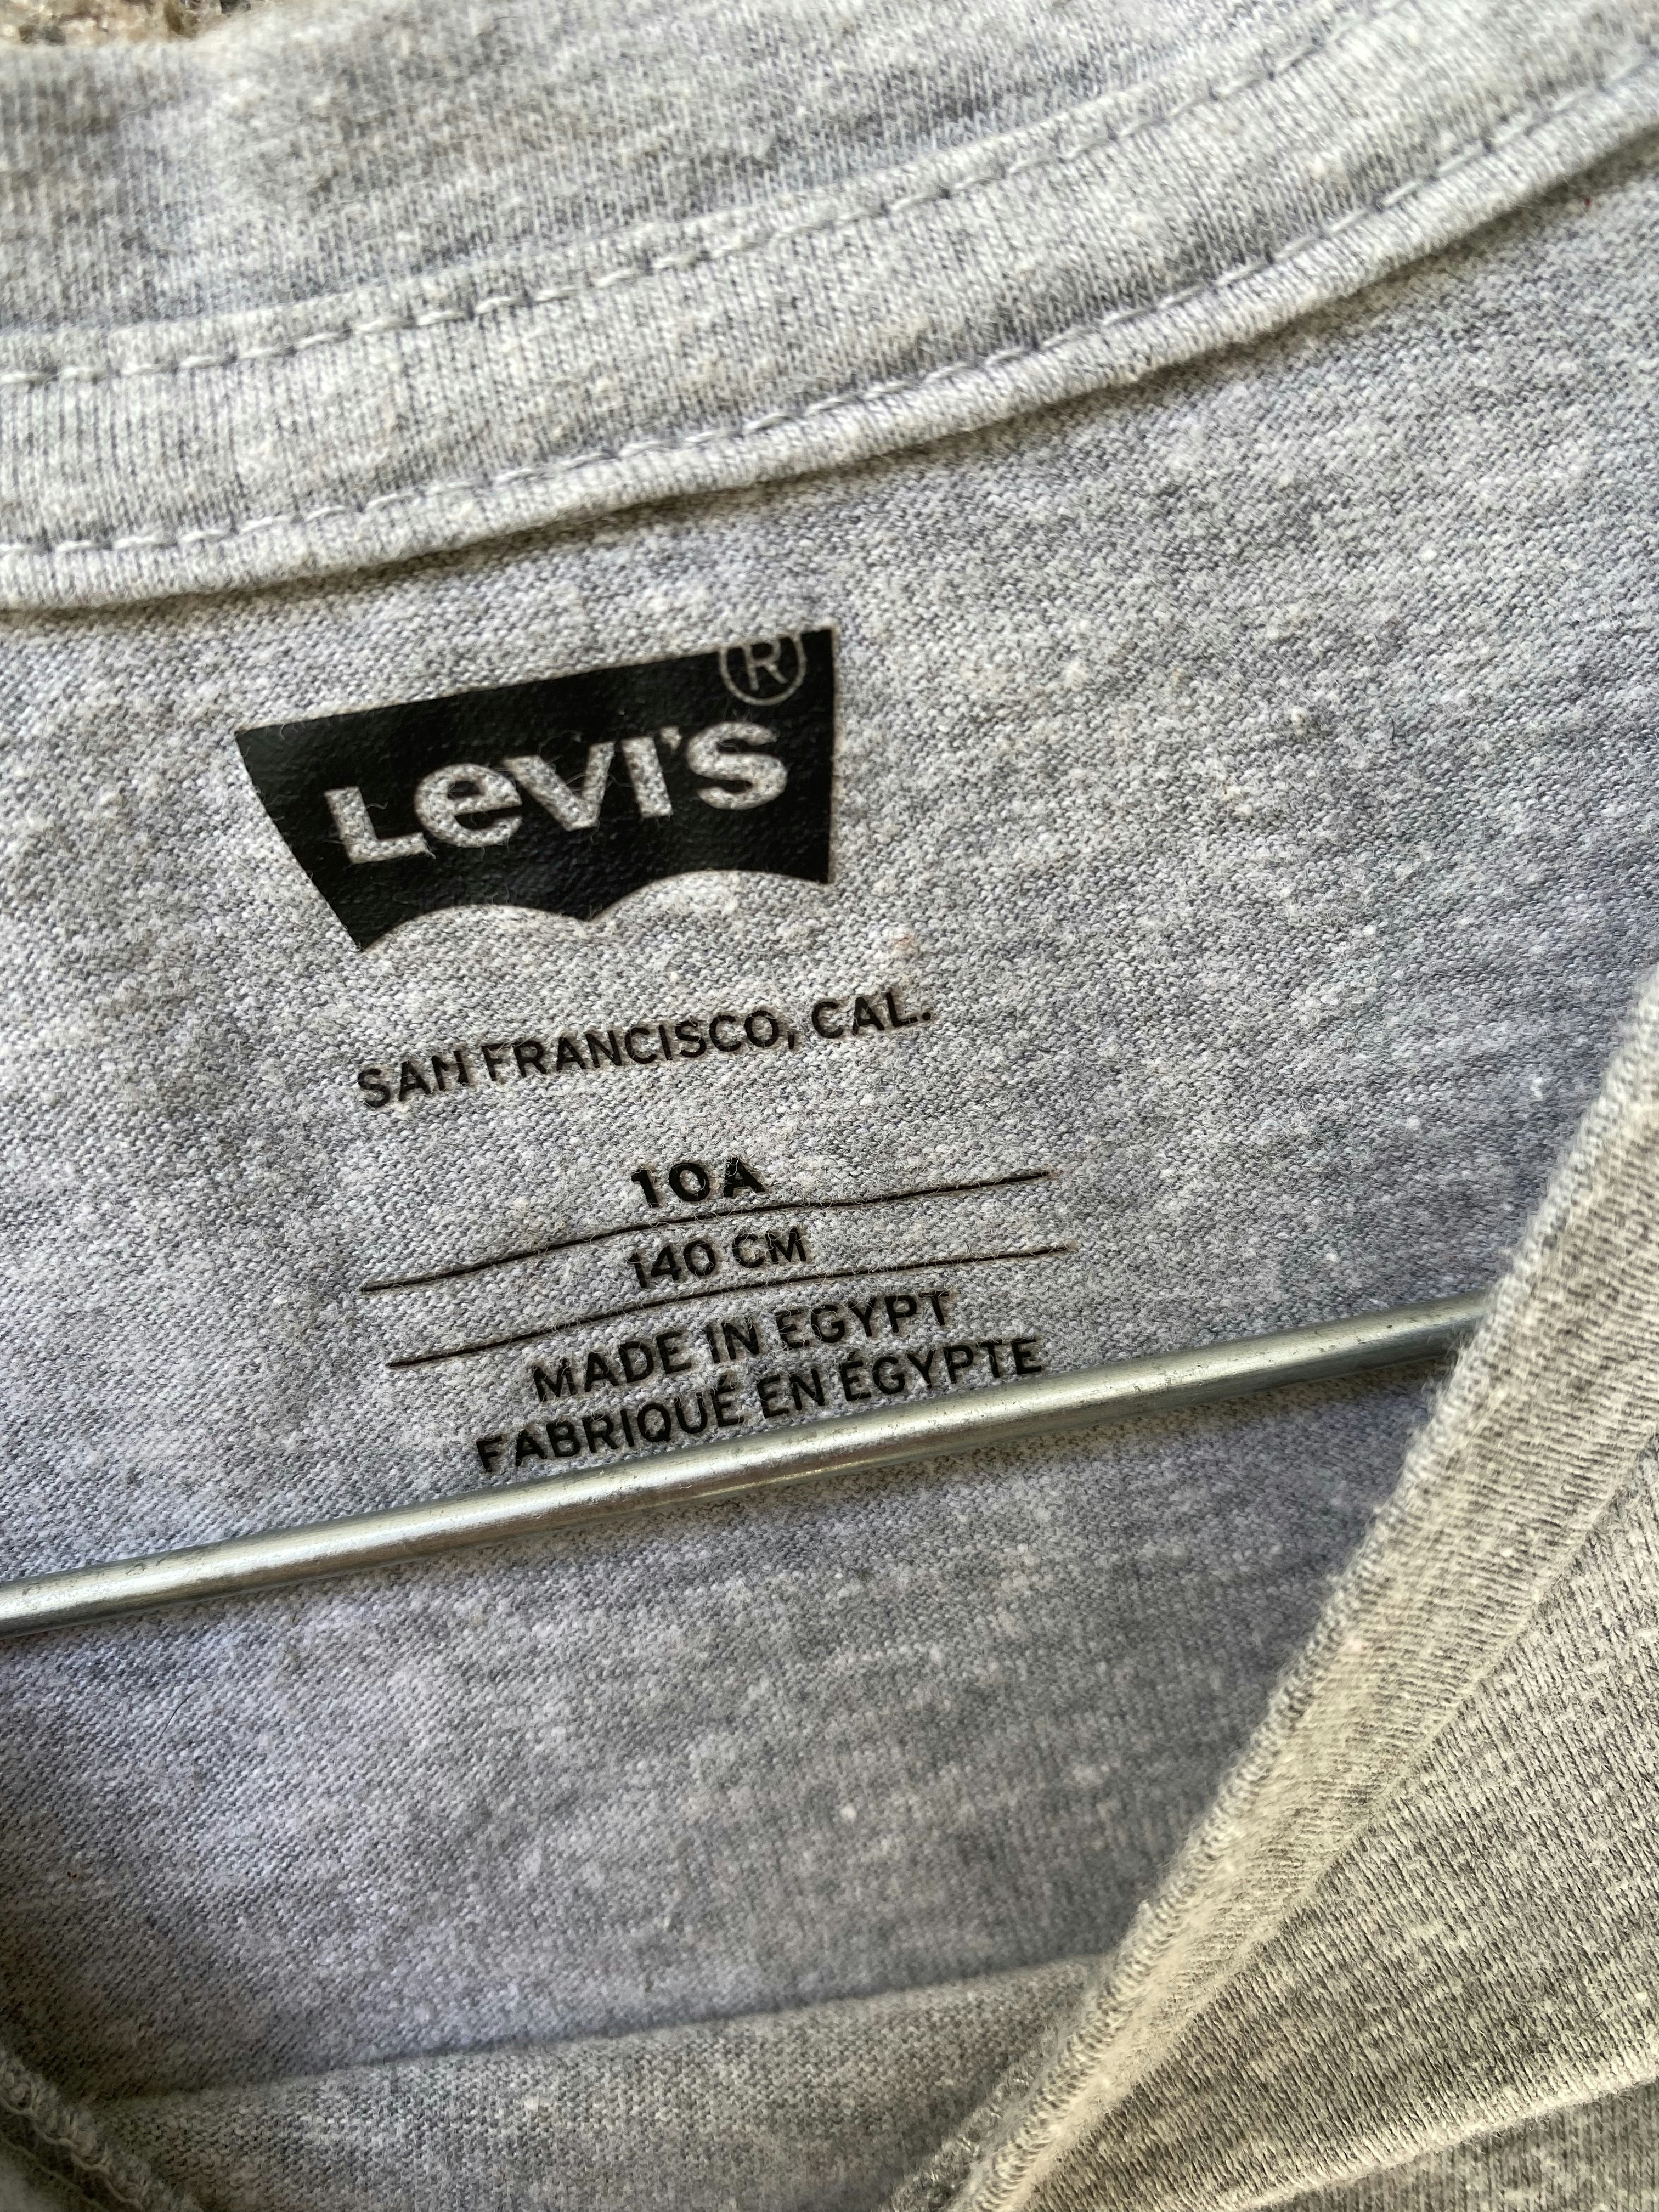 Levi's ®
SAN FRANCISCO, CAL.
10A
140 CM
MADE IN EGYPT
FABRIQUÉ EN ÉGYPTE